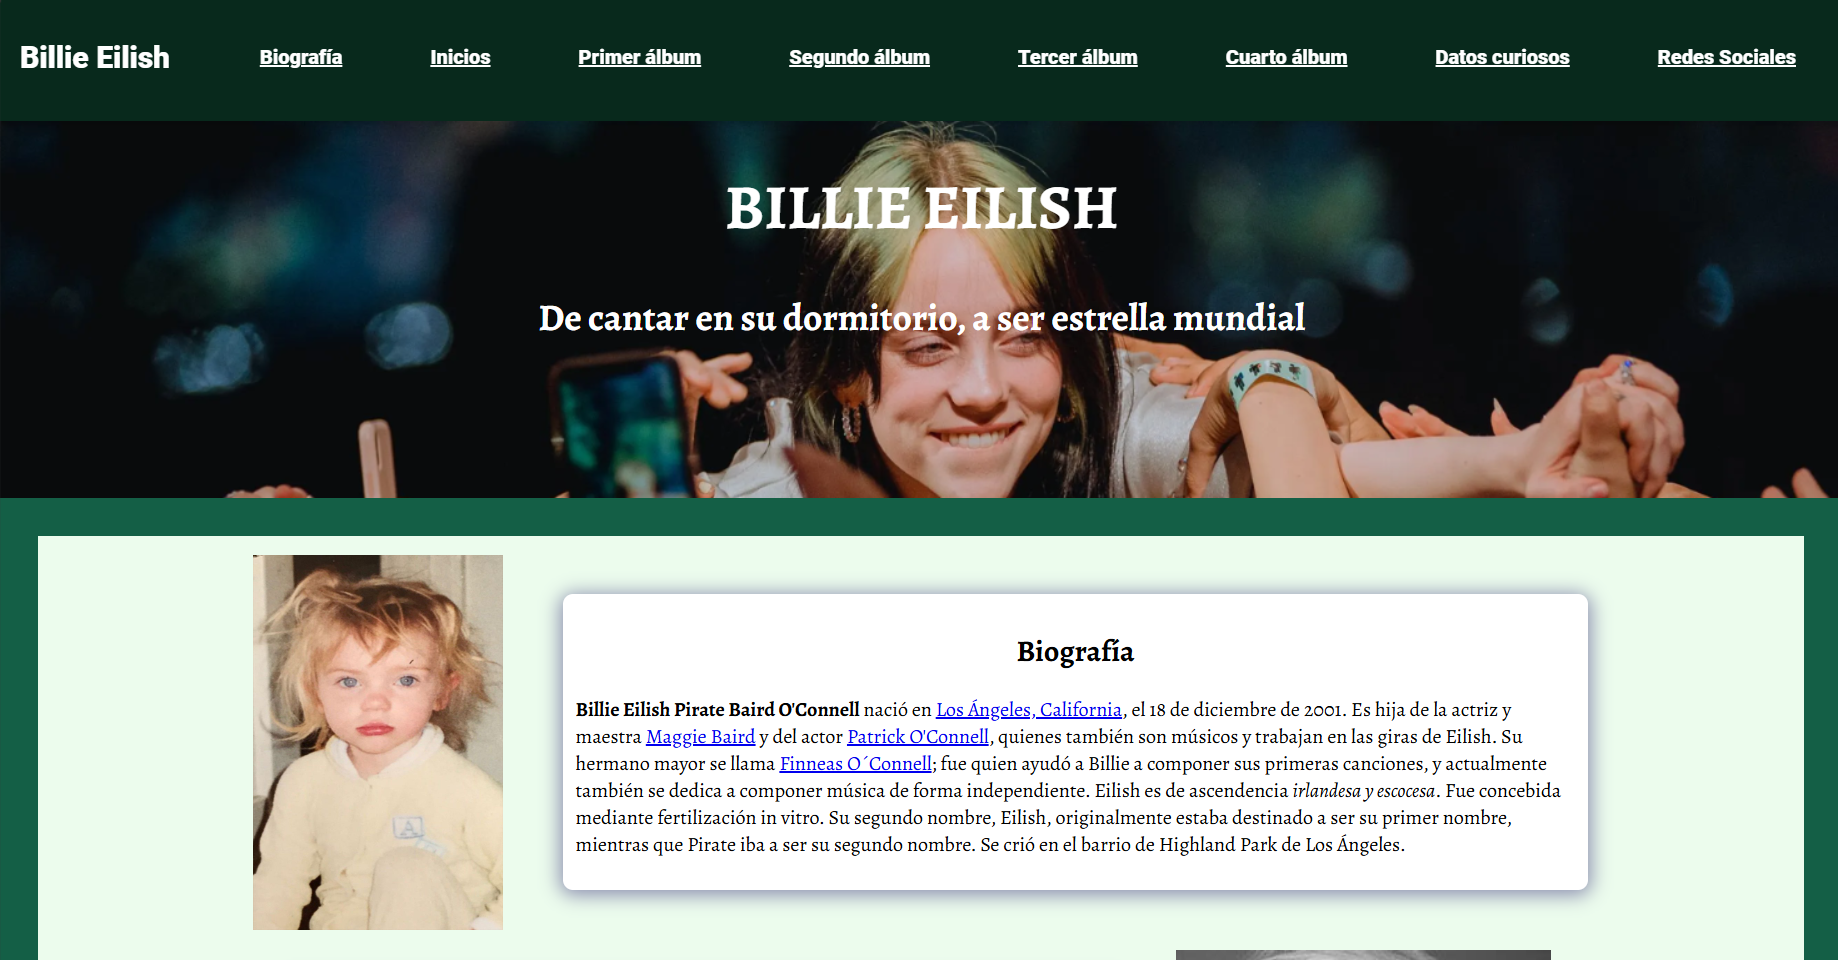 Billie Eilish Biografía Inicios Primer álbum Segundo álbum Tercer álbum Cuarto álbum Datos curiosos Redes Sociales
BILLIE EILISH
De cantar en su dormitorio, a ser estrella mundial
Biografía
Billie Eilish Pirate Baird O'Connell nació en Los Ángeles, California, el 18 de diciembre de 2001. Es hija de la actriz y
maestra Maggie Baird y del actor Patrick O'Connell, quienes también son músicos y trabajan en las giras de Eilish. Su
hermano mayor se llama Finneas O´Connell; fue quien ayudó a Billie a componer sus primeras canciones, y actualmente
también se dedica a componer música de forma independiente. Eilish es de ascendencia irlandesa y escocesa. Fue concebida
mediante fertilización in vitro. Su segundo nombre, Eilish, originalmente estaba destinado a ser su primer nombre,
mientras que Pirate iba a ser su segundo nombre. Se crió en el barrio de Highland Park de Los Ángeles.
A